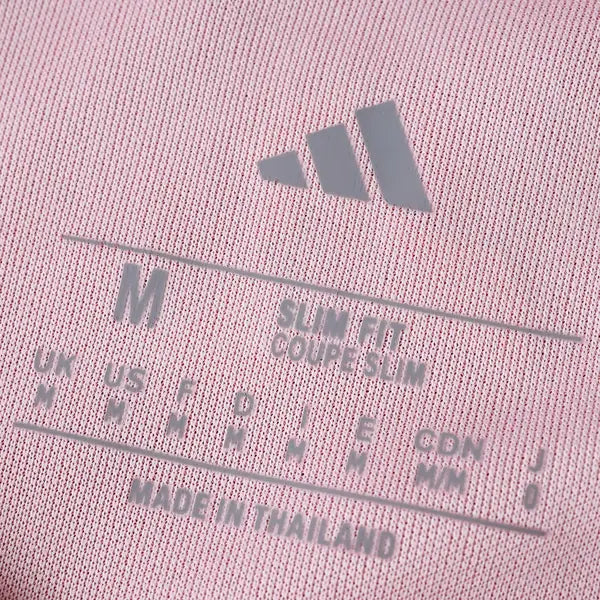 M SLIM FIT
COUPE SLIM
UK US F D I E CDN J
M M M M M M M/M O
MADE IN THAILAND